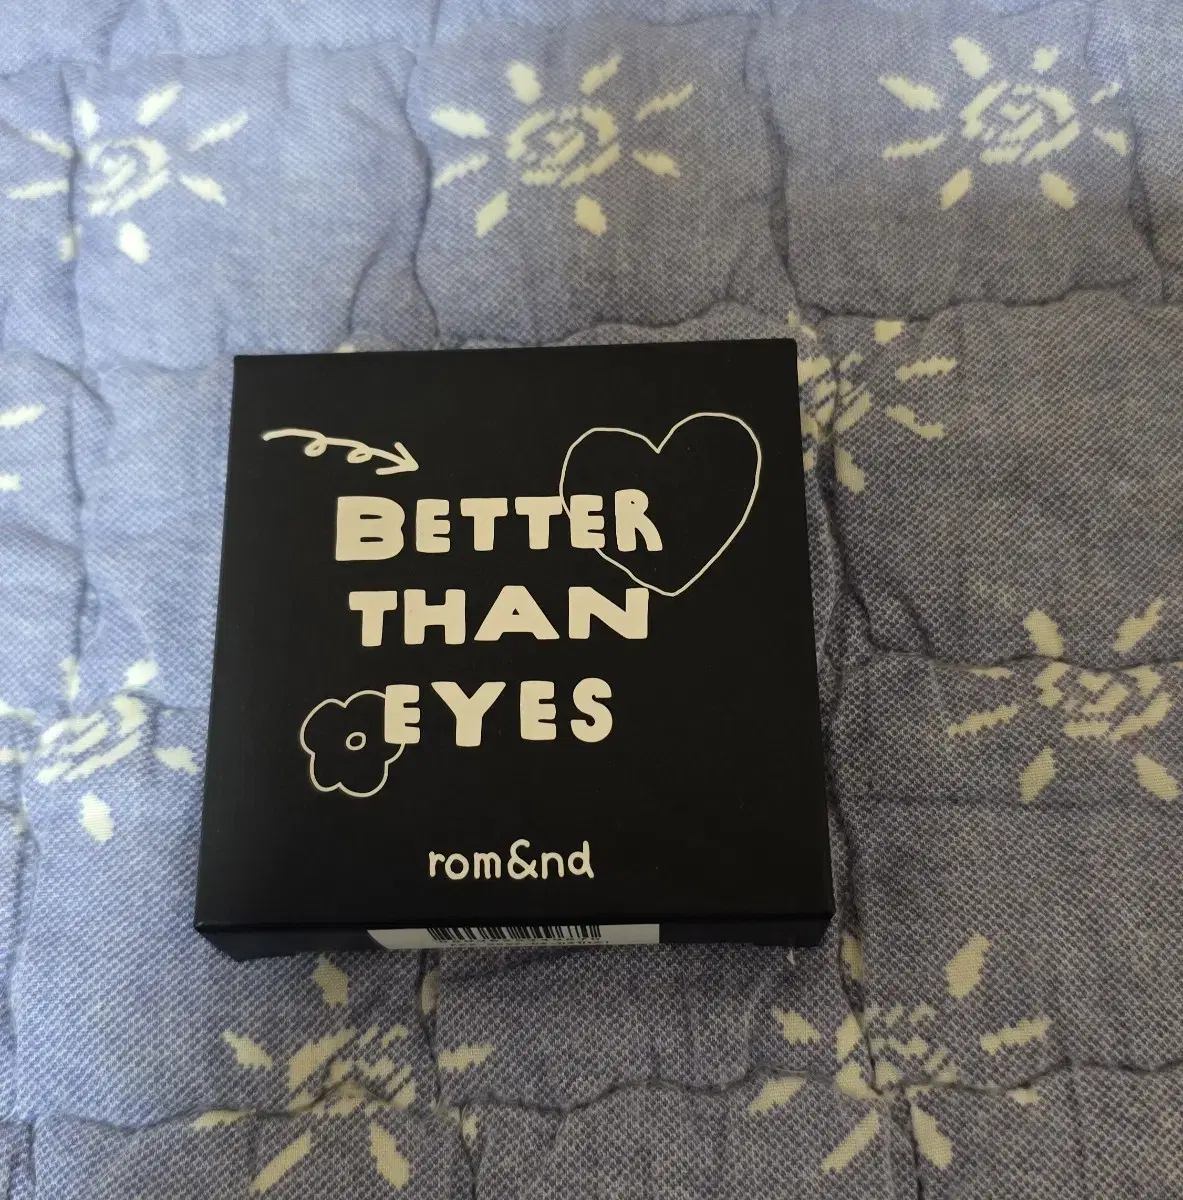 BETTER
THAN
EYES
rom&nd